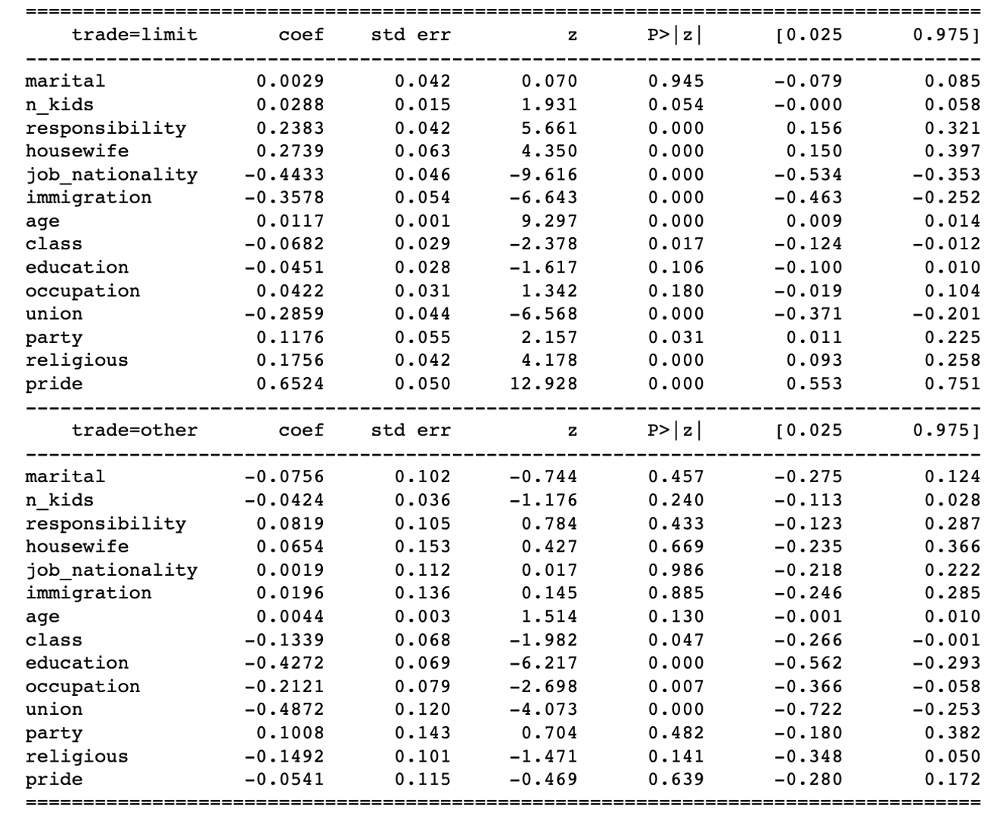 ==============================================================================
trade=limit coef std err z P>|z| [0.025 0.975]
------------------------------------------------------------------------------
marital 0.0029 0.042 0.070 0.945 -0.079 0.085
n_kids 0.0288 0.015 1.931 0.054 -0.000 0.058
responsibility 0.2383 0.042 5.661 0.000 0.156 0.321
housewife 0.2739 0.063 4.350 0.000 0.150 0.397
job_nationality -0.4433 0.046 -9.616 0.000 -0.534 -0.353
immigration -0.3578 0.054 -6.643 0.000 -0.463 -0.252
age 0.0117 0.001 9.297 0.000 0.009 0.014
class -0.0682 0.029 -2.378 0.017 -0.124 -0.012
education -0.0451 0.028 -1.617 0.106 -0.100 0.010
occupation 0.0422 0.031 1.342 0.180 -0.019 0.104
union -0.2859 0.044 -6.568 0.000 -0.371 -0.201
party 0.1176 0.055 2.157 0.031 0.011 0.225
religious 0.1756 0.042 4.178 0.000 0.093 0.258
pride 0.6524 0.050 12.928 0.000 0.553 0.751
------------------------------------------------------------------------------
trade=other coef std err z P>|z| [0.025 0.975]
------------------------------------------------------------------------------
marital -0.0756 0.102 -0.744 0.457 -0.275 0.124
n_kids -0.0424 0.036 -1.176 0.240 -0.113 0.028
responsibility 0.0819 0.105 0.784 0.433 -0.123 0.287
housewife 0.0654 0.153 0.427 0.669 -0.235 0.366
job_nationality 0.0019 0.112 0.017 0.986 -0.218 0.222
immigration 0.0196 0.136 0.145 0.885 -0.246 0.285
age 0.0044 0.003 1.514 0.130 -0.001 0.010
class -0.1339 0.068 -1.982 0.047 -0.266 -0.001
education -0.4272 0.069 -6.217 0.000 -0.562 -0.293
occupation -0.2121 0.079 -2.698 0.007 -0.366 -0.058
union -0.4872 0.120 -4.073 0.000 -0.722 -0.253
party 0.1008 0.143 0.704 0.482 -0.180 0.382
religious -0.1492 0.101 -1.471 0.141 -0.348 0.050
pride -0.0541 0.115 -0.469 0.639 -0.280 0.172
==============================================================================